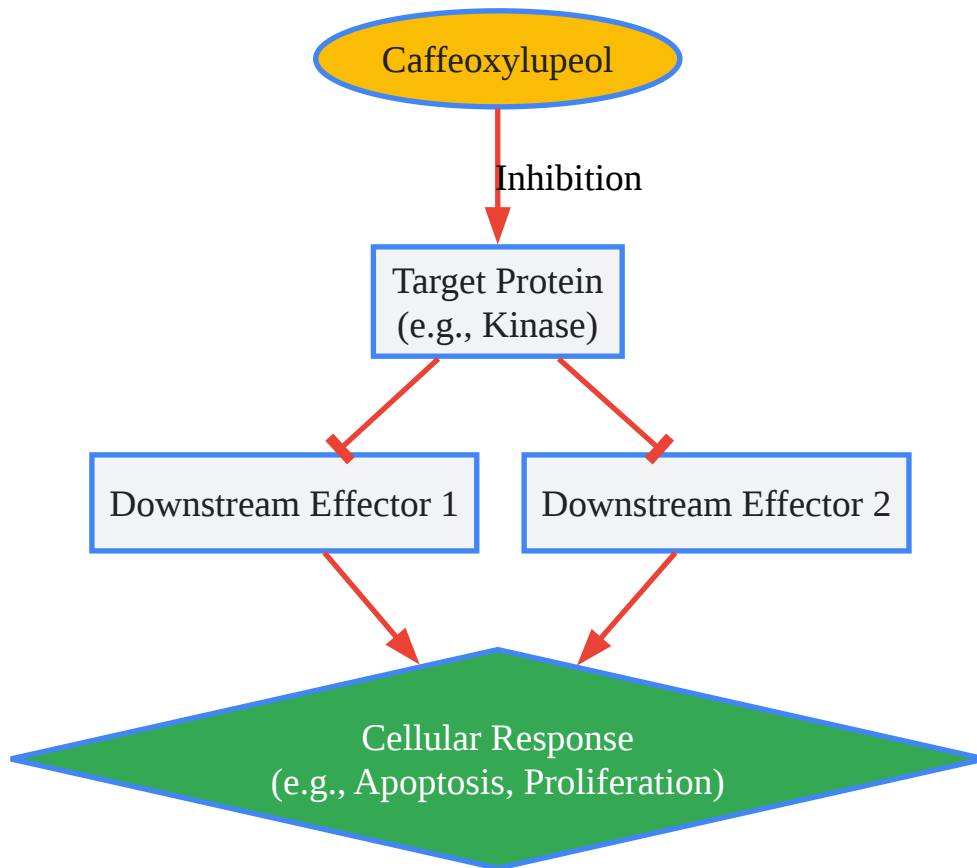 Caffeoxylupeol
Inhibition
Target Protein
(e.g., Kinase)
Downstream Effector 1
Downstream Effector 2
Cellular Response
(e.g., Apoptosis, Proliferation)